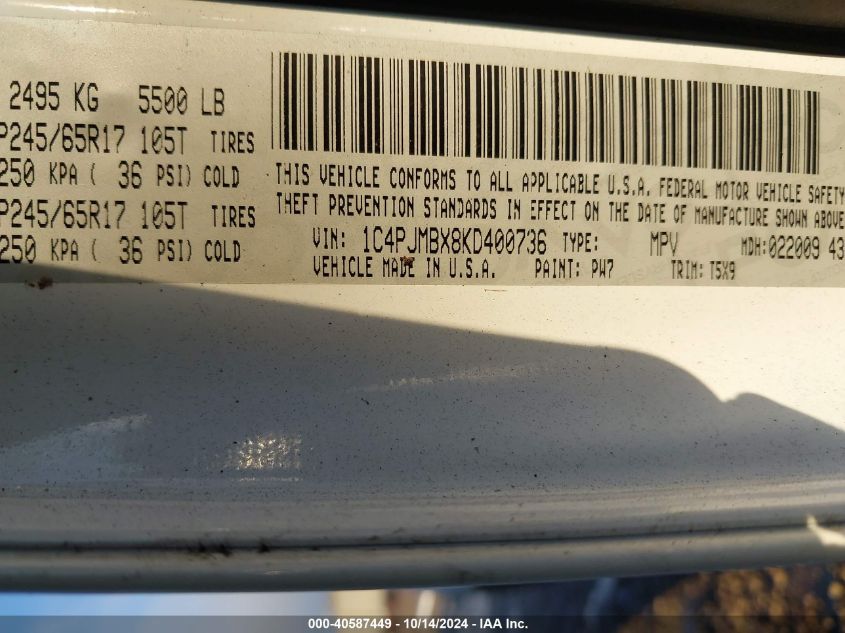 2495 KG 5500 LB
P245/65R17 105T TIRES
250 KPA ( 36 PSI) COLD
P245/65R17 105T TIRES
250 KPA ( 36 PSI) COLD
THIS VEHICLE CONFORMS TO ALL APPLICABLE U.S.A. FEDERAL MOTOR VEHICLE SAFETY
THEFT PREVENTION STANDARDS IN EFFECT ON THE DATE OF MANUFACTURE SHOWN ABOVE
VIN: 1C4PJMBX8KD400736 TYPE: MPV MDH:022009 43
VEHICLE MADE IN U.S.A. PAINT: PW7 TRIM: T5X9
000-40587449 - 10/14/2024 - IAA Inc.